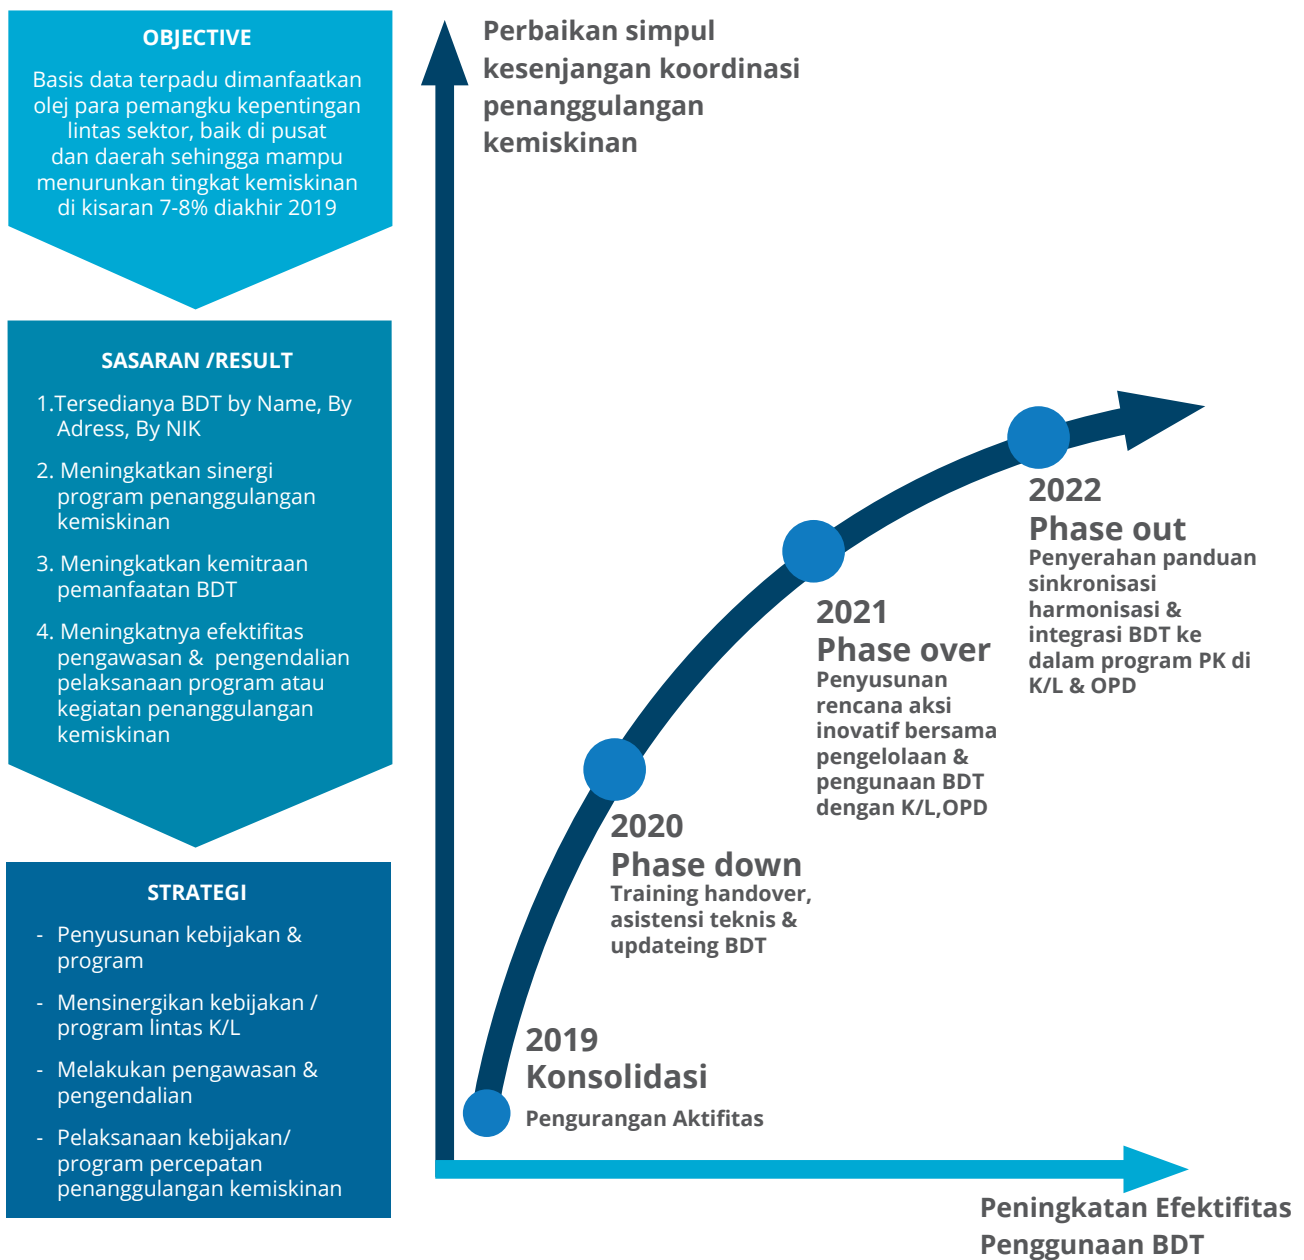 OBJECTIVE
Basis data terpadu dimanfaatkan
olej para pemangku kepentingan
lintas sektor, baik di pusat
dan daerah sehingga mampu
menurunkan tingkat kemiskinan
di kisaran 7-8% diakhir 2019
SASARAN /RESULT
1.Tersedianya BDT by Name, By
Adress, By NIK
2. Meningkatkan sinergi
program penanggulangan
kemiskinan
3. Meningkatkan kemitraan
pemanfaatan BDT
4. Meningkatnya efektifitas
pengawasan & pengendalian
pelaksanaan program atau
kegiatan penanggulangan
kemiskinan
STRATEGI
- Penyusunan kebijakan &
program
- Mensinergikan kebijakan /
program lintas K/L
- Melakukan pengawasan &
pengendalian
- Pelaksanaan kebijakan/
program percepatan
penanggulangan kemiskinan
Perbaikan simpul
kesenjangan koordinasi
penanggulangan
kemiskinan
2022
Phase out
Penyerahan panduan
sinkronisasi
harmonisasi &
integrasi BDT ke
dalam program PK di
K/L & OPD
2021
Phase over
Penyusunan
rencana aksi
inovatif bersama
pengelolaan &
pengunaan BDT
dengan K/L,OPD
2020
Phase down
Training handover,
asistensi teknis &
updateing BDT
2019
Konsolidasi
Pengurangan Aktifitas
Peningkatan Efektifitas
Penggunaan BDT